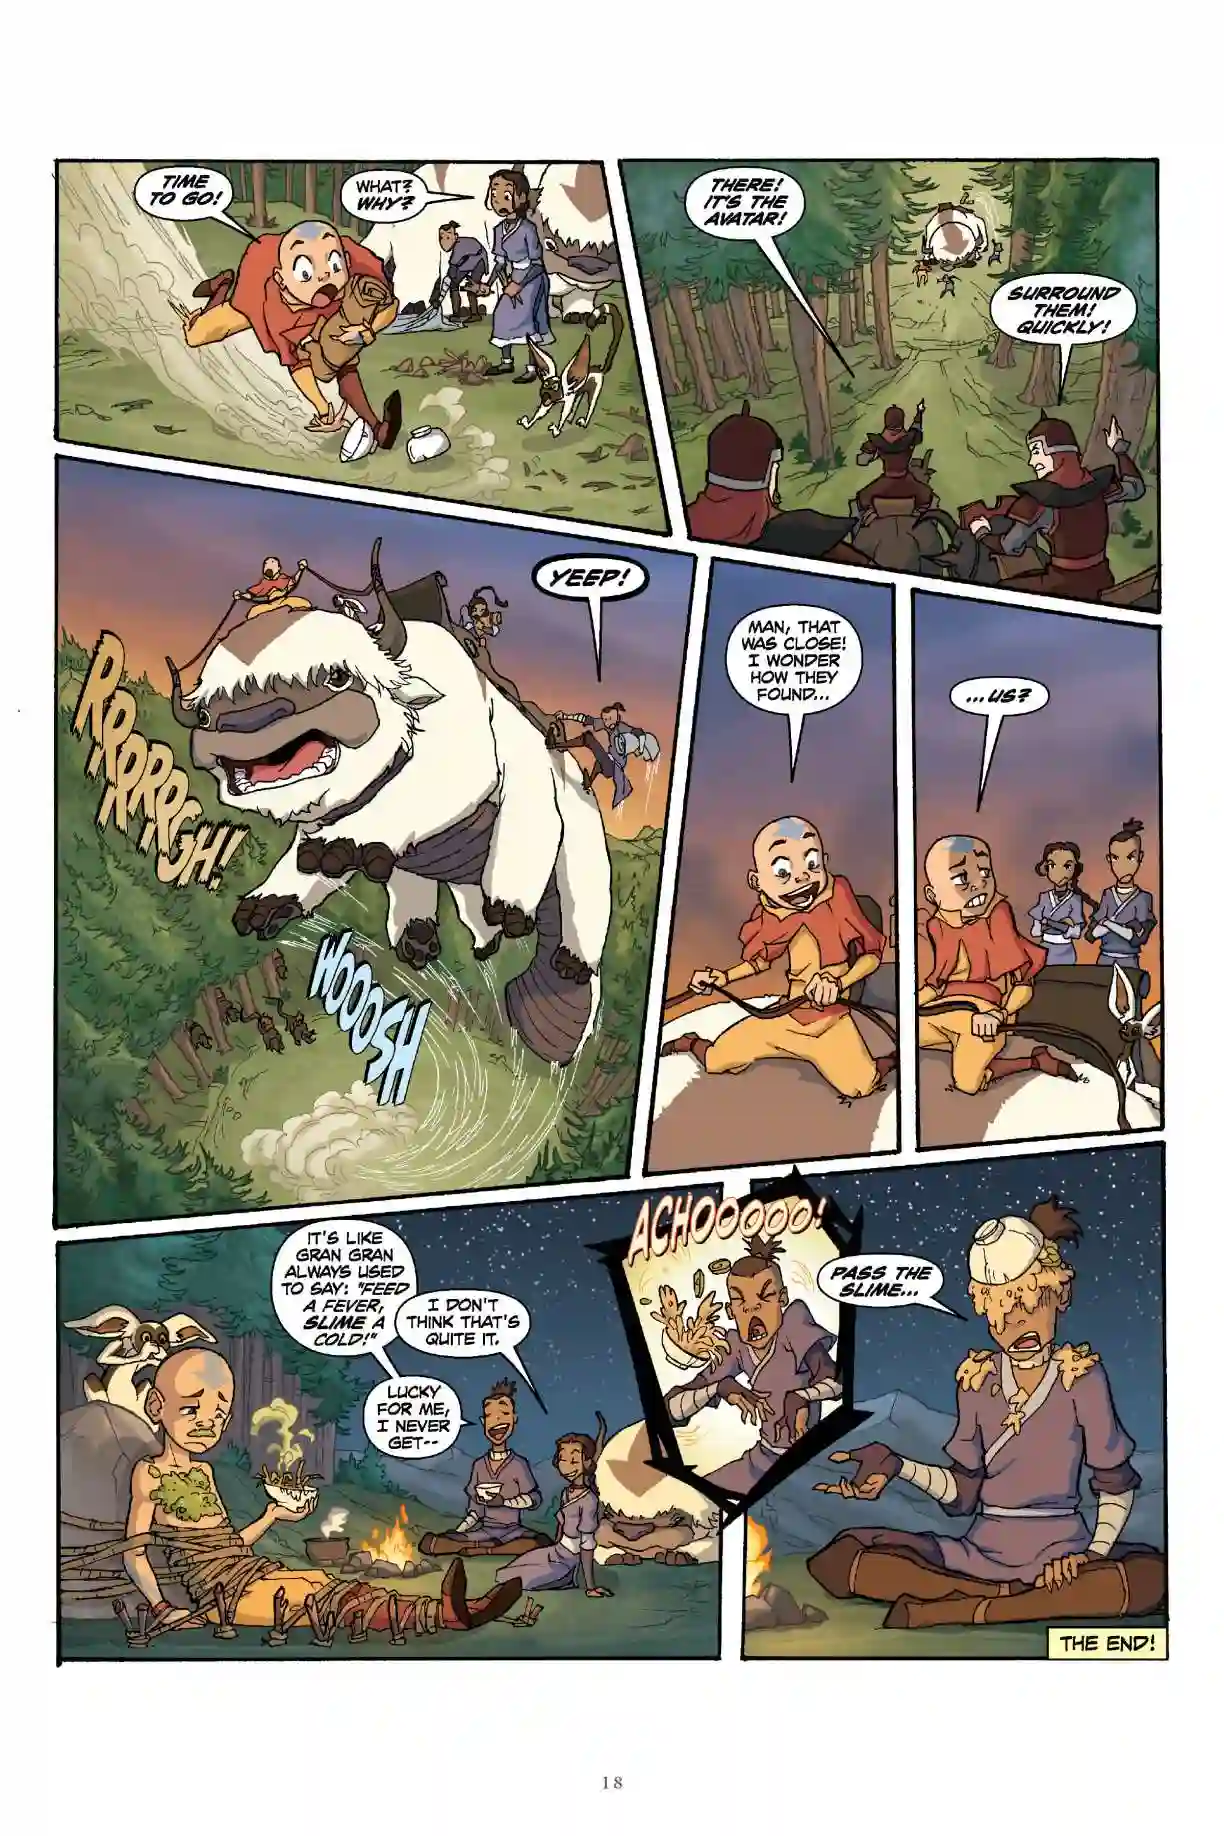 TIME
TO GO!
WHAT?
WHY?
THERE!
IT'S THE
AVATAR!
SURROUND
THEM!
QUICKLY!
YEEP!
RRRRRRGH!
WOOOSH
MAN, THAT
WAS CLOSE!
I WONDER
HOW THEY
FOUND...
...US?
IT'S LIKE
GRAN GRAN
ALWAYS USED
TO SAY: "FEED
A FEVER,
SLIME A
COLD!"
I DON'T
THINK THAT'S
QUITE IT.
LUCKY
FOR ME,
I NEVER
GET--
ACHOOOOOO!
PASS THE
SLIME...
THE END!
18